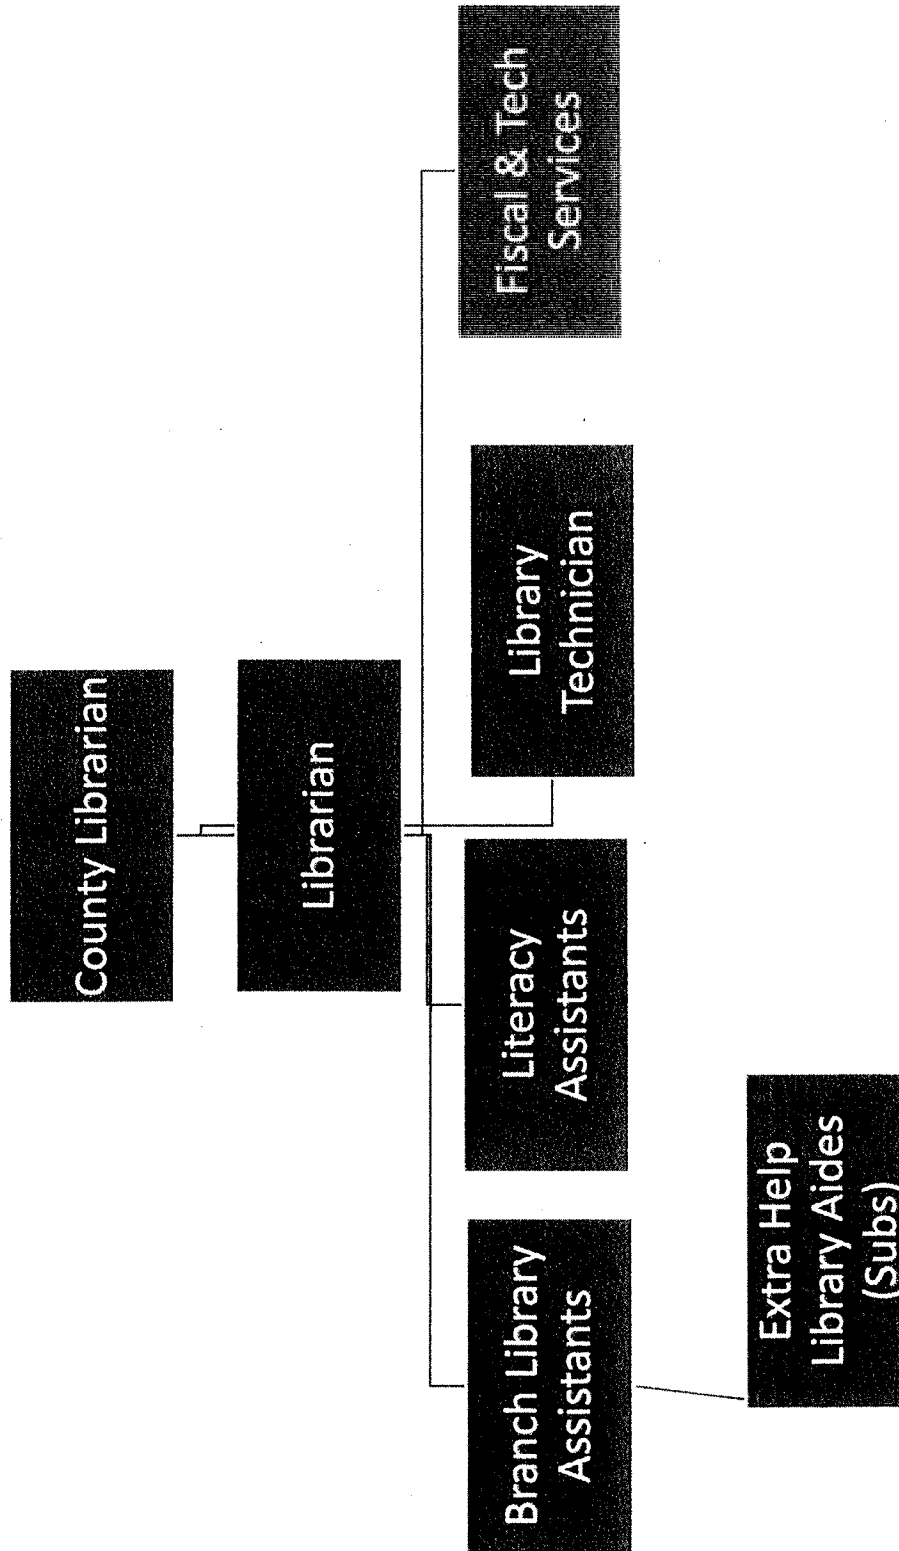 County Librarian
Librarian
Branch Library
Assistants
Literacy
Assistants
Library
Technician
Fiscal & Tech
Services
Extra Help
Library Aides
(Subs)